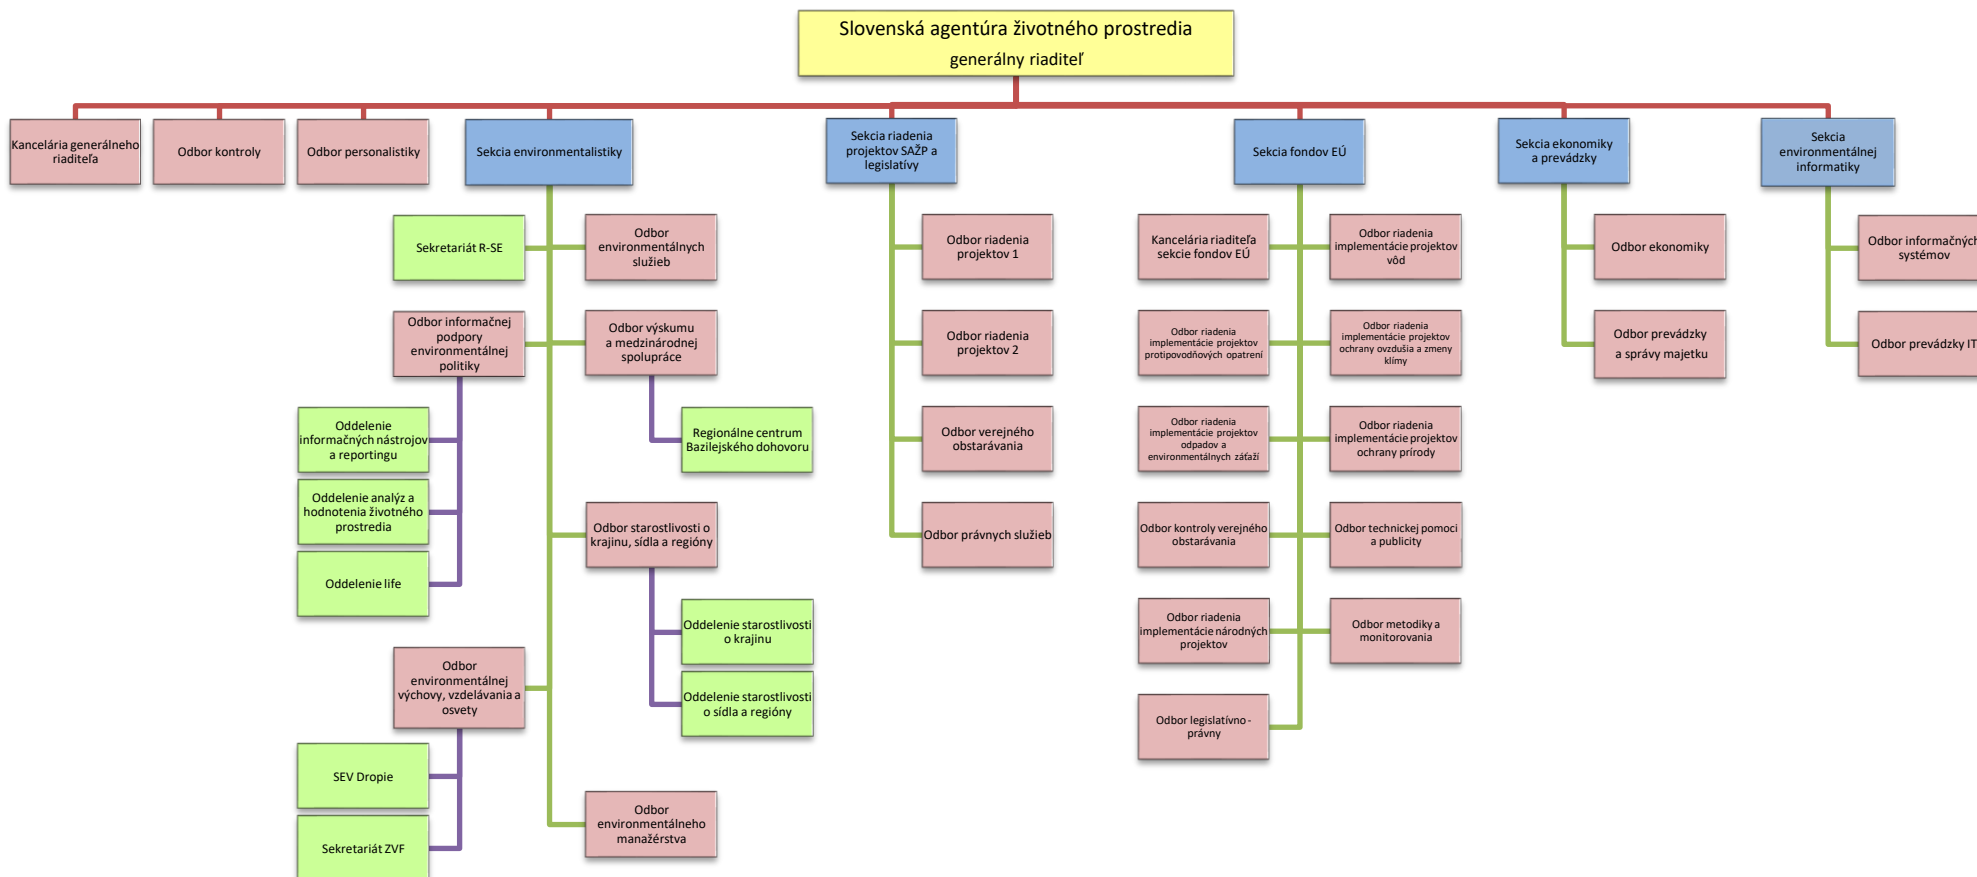 Slovenská agentúra životného prostredia
generálny riaditeľ
Kancelária generálneho
riaditeľa
Odbor kontroly
Odbor personalistiky
Sekcia environmentalistiky
Sekcia riadenia
projektov SAŽP a
legislatívy
Sekcia fondov EÚ
Sekcia ekonomiky
a prevádzky
Sekcia
environmentálnej
informatiky
Sekretariát R-SE
Odbor
environmentálnych
služieb
Odbor informačnej
podpory
environmentálnej
politiky
Odbor výskumu
a medzinárodnej
spolupráce
Oddelenie
informačných nástrojov
a reportingu
Oddelenie analýz a
hodnotenia životného
prostredia
Oddelenie life
Regionálne centrum
Bazilejského dohovoru
Odbor starostlivosti o
krajinu, sídla a regióny
Oddelenie starostlivosti
o krajinu
Oddelenie starostlivosti
o sídla a regióny
Odbor
environmentálnej
výchovy, vzdelávania a
osvety
SEV Dropie
Sekretariát ZVF
Odbor
environmentálneho
manažérstva
Odbor riadenia
projektov 1
Odbor riadenia
projektov 2
Odbor verejného
obstarávania
Odbor právnych služieb
Kancelária riaditeľa
sekcie fondov EÚ
Odbor riadenia
implementácie projektov
vôd
Odbor riadenia
implementácie projektov
protipovodňových opatrení
Odbor riadenia
implementácie projektov
ochrany ovzdušia a zmeny
klímy
Odbor riadenia
implementácie projektov
odpadov a
environmentálnych záťaží
Odbor riadenia
implementácie projektov
ochrany prírody
Odbor kontroly verejného
obstarávania
Odbor technickej pomoci
a publicity
Odbor riadenia
implementácie národných
projektov
Odbor metodiky a
monitorovania
Odbor legislatívno -
právny
Odbor ekonomiky
Odbor prevádzky
a správy majetku
Odbor informačných
systémov
Odbor prevádzky IT